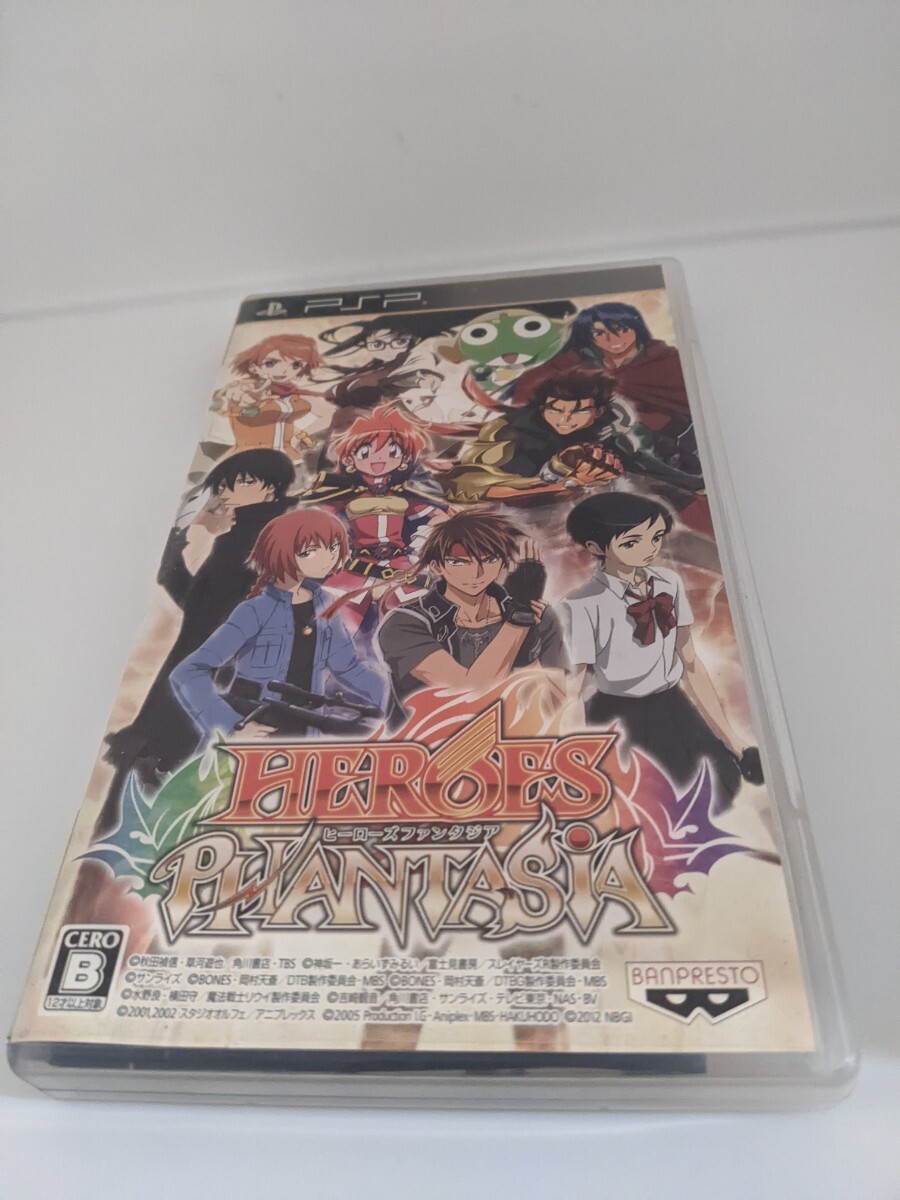 PSP
HEROES
ヒーローズファンタジア
PHANTASIA
CERO
B
12才以上対象
©秋田禎信・草河遊也/角川書店・TBS ©神坂一・あらいずみるい/富士見書房/スレイヤーズR製作委員会
©サンライズ ©BONES・岡村天斎/DTB製作委員会・MBS ©BONES・岡村天斎/DTBG製作委員会・MBS
©水野良・横田守/魔法戦士リウイ製作委員会 ©吉崎観音/角川書店・サンライズ・テレビ東京・NAS・BV
©2001,2002 スタジオオルフェ/アニプレックス ©2005 Production I.G・Aniplex・MBS・HAKUHODO ©2012 NBGI
BANPRESTO